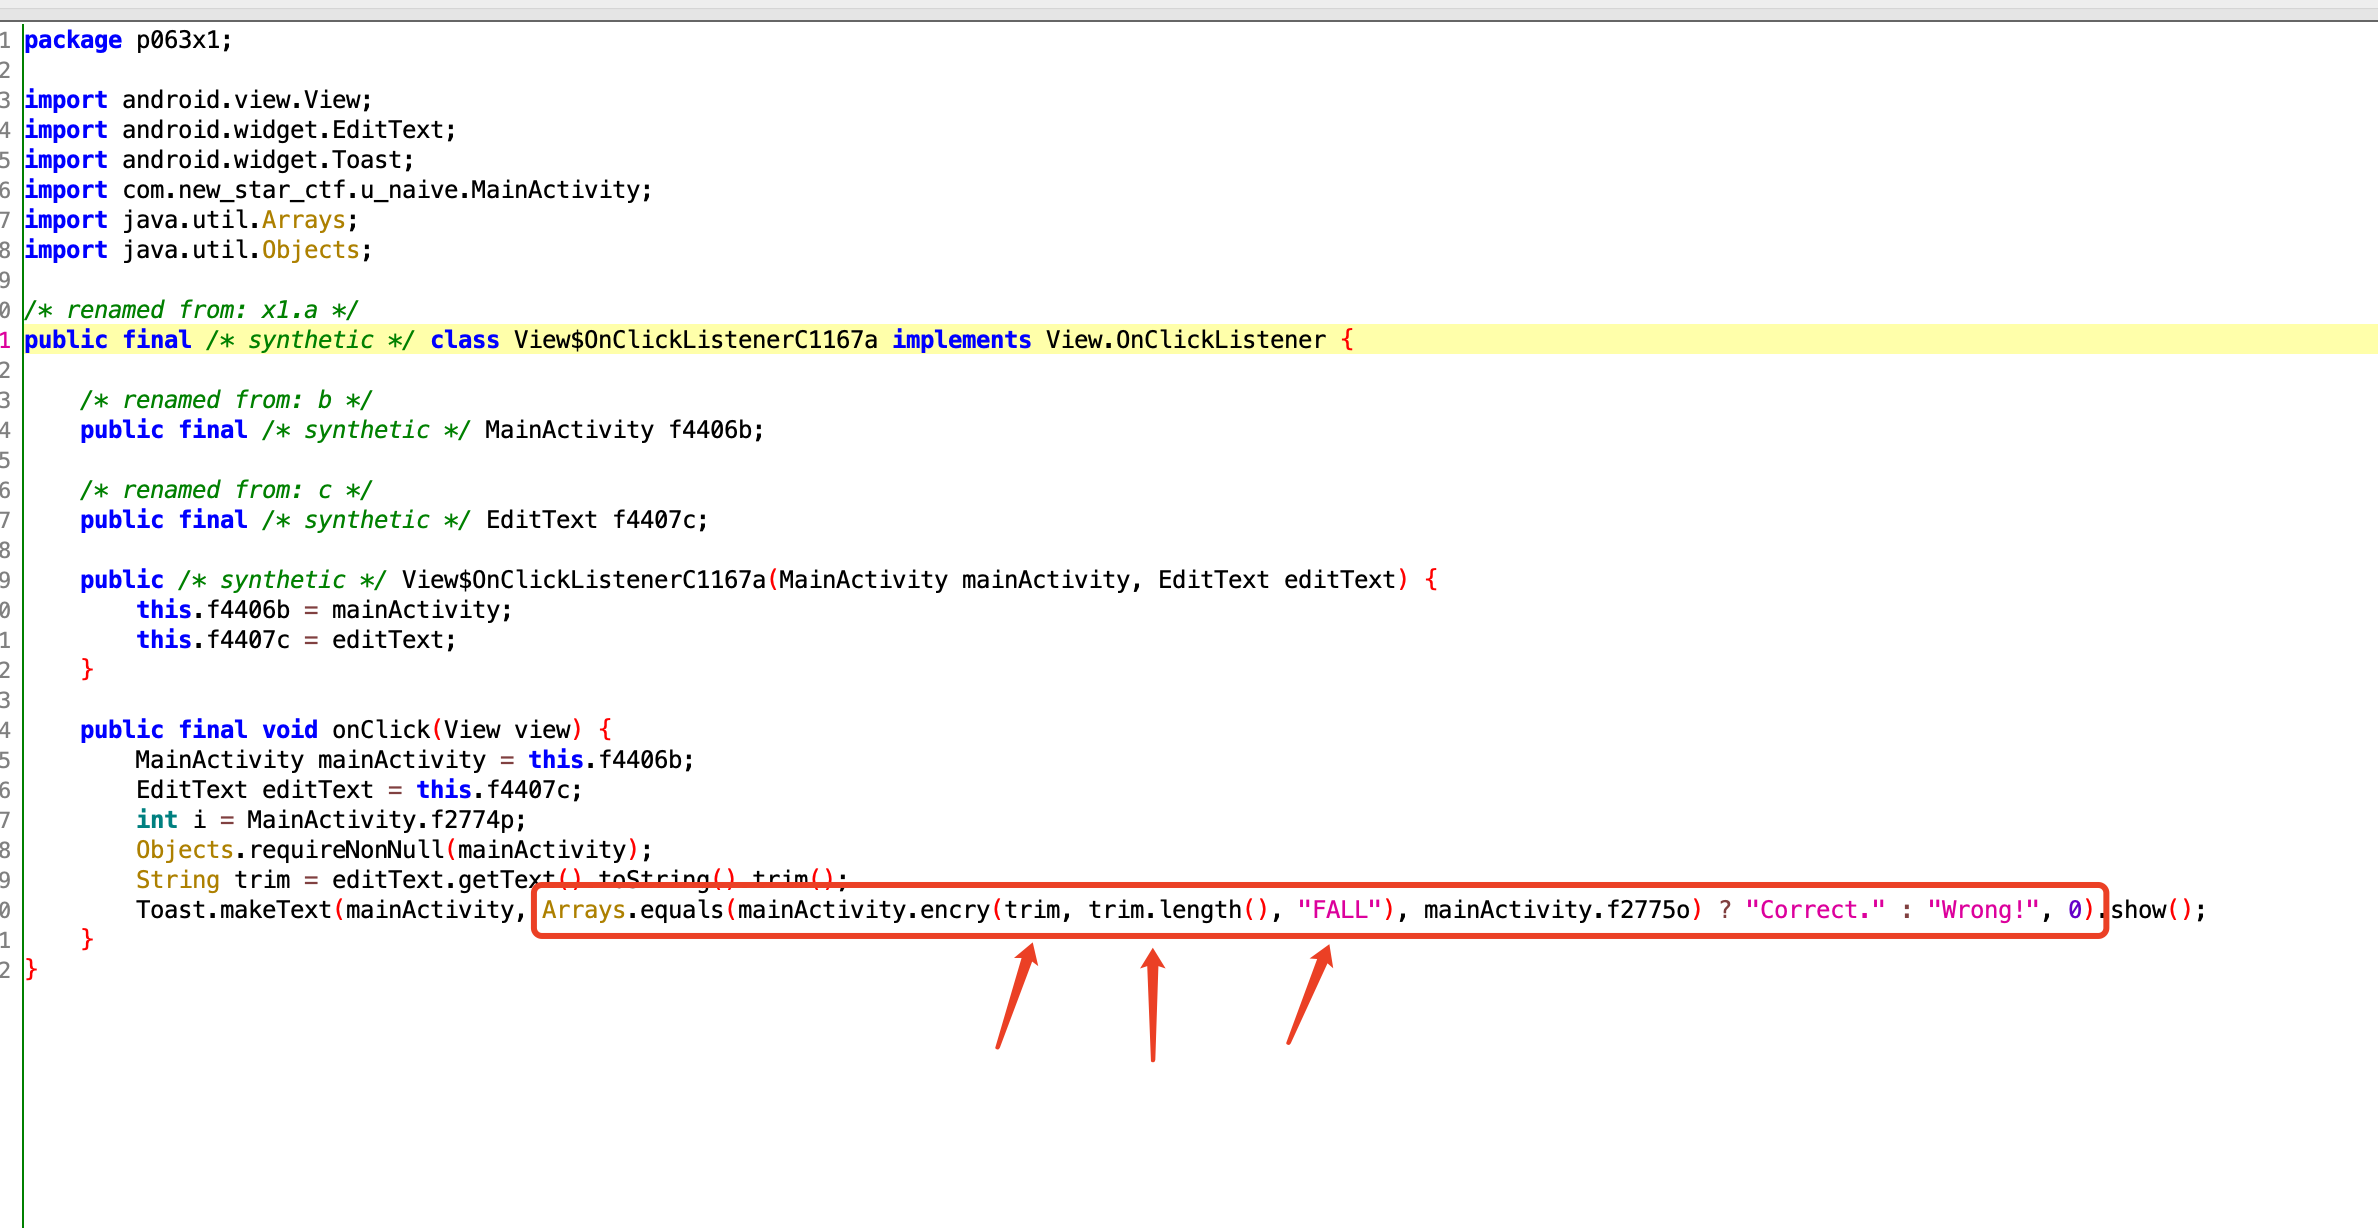 1 package p063x1;
2
3 import android.view.View;
4 import android.widget.EditText;
5 import android.widget.Toast;
6 import com.new_star_ctf.u_naive.MainActivity;
7 import java.util.Arrays;
8 import java.util.Objects;
9
0 /* renamed from: x1.a */
1 public final /* synthetic */ class View$OnClickListenerC1167a implements View.OnClickListener {
2
3 /* renamed from: b */
4 public final /* synthetic */ MainActivity f4406b;
5
6 /* renamed from: c */
7 public final /* synthetic */ EditText f4407c;
8
9 public /* synthetic */ View$OnClickListenerC1167a(MainActivity mainActivity, EditText editText) {
0 this.f4406b = mainActivity;
1 this.f4407c = editText;
2 }
3
4 public final void onClick(View view) {
5 MainActivity mainActivity = this.f4406b;
6 EditText editText = this.f4407c;
7 int i = MainActivity.f2774p;
8 Objects.requireNonNull(mainActivity);
9 String trim = editText.getText().toString().trim();
0 Toast.makeText(mainActivity, Arrays.equals(mainActivity.encry(trim, trim.length(), "FALL"), mainActivity.f2775o) ? "Correct." : "Wrong!", 0).show();
1 }
2 }